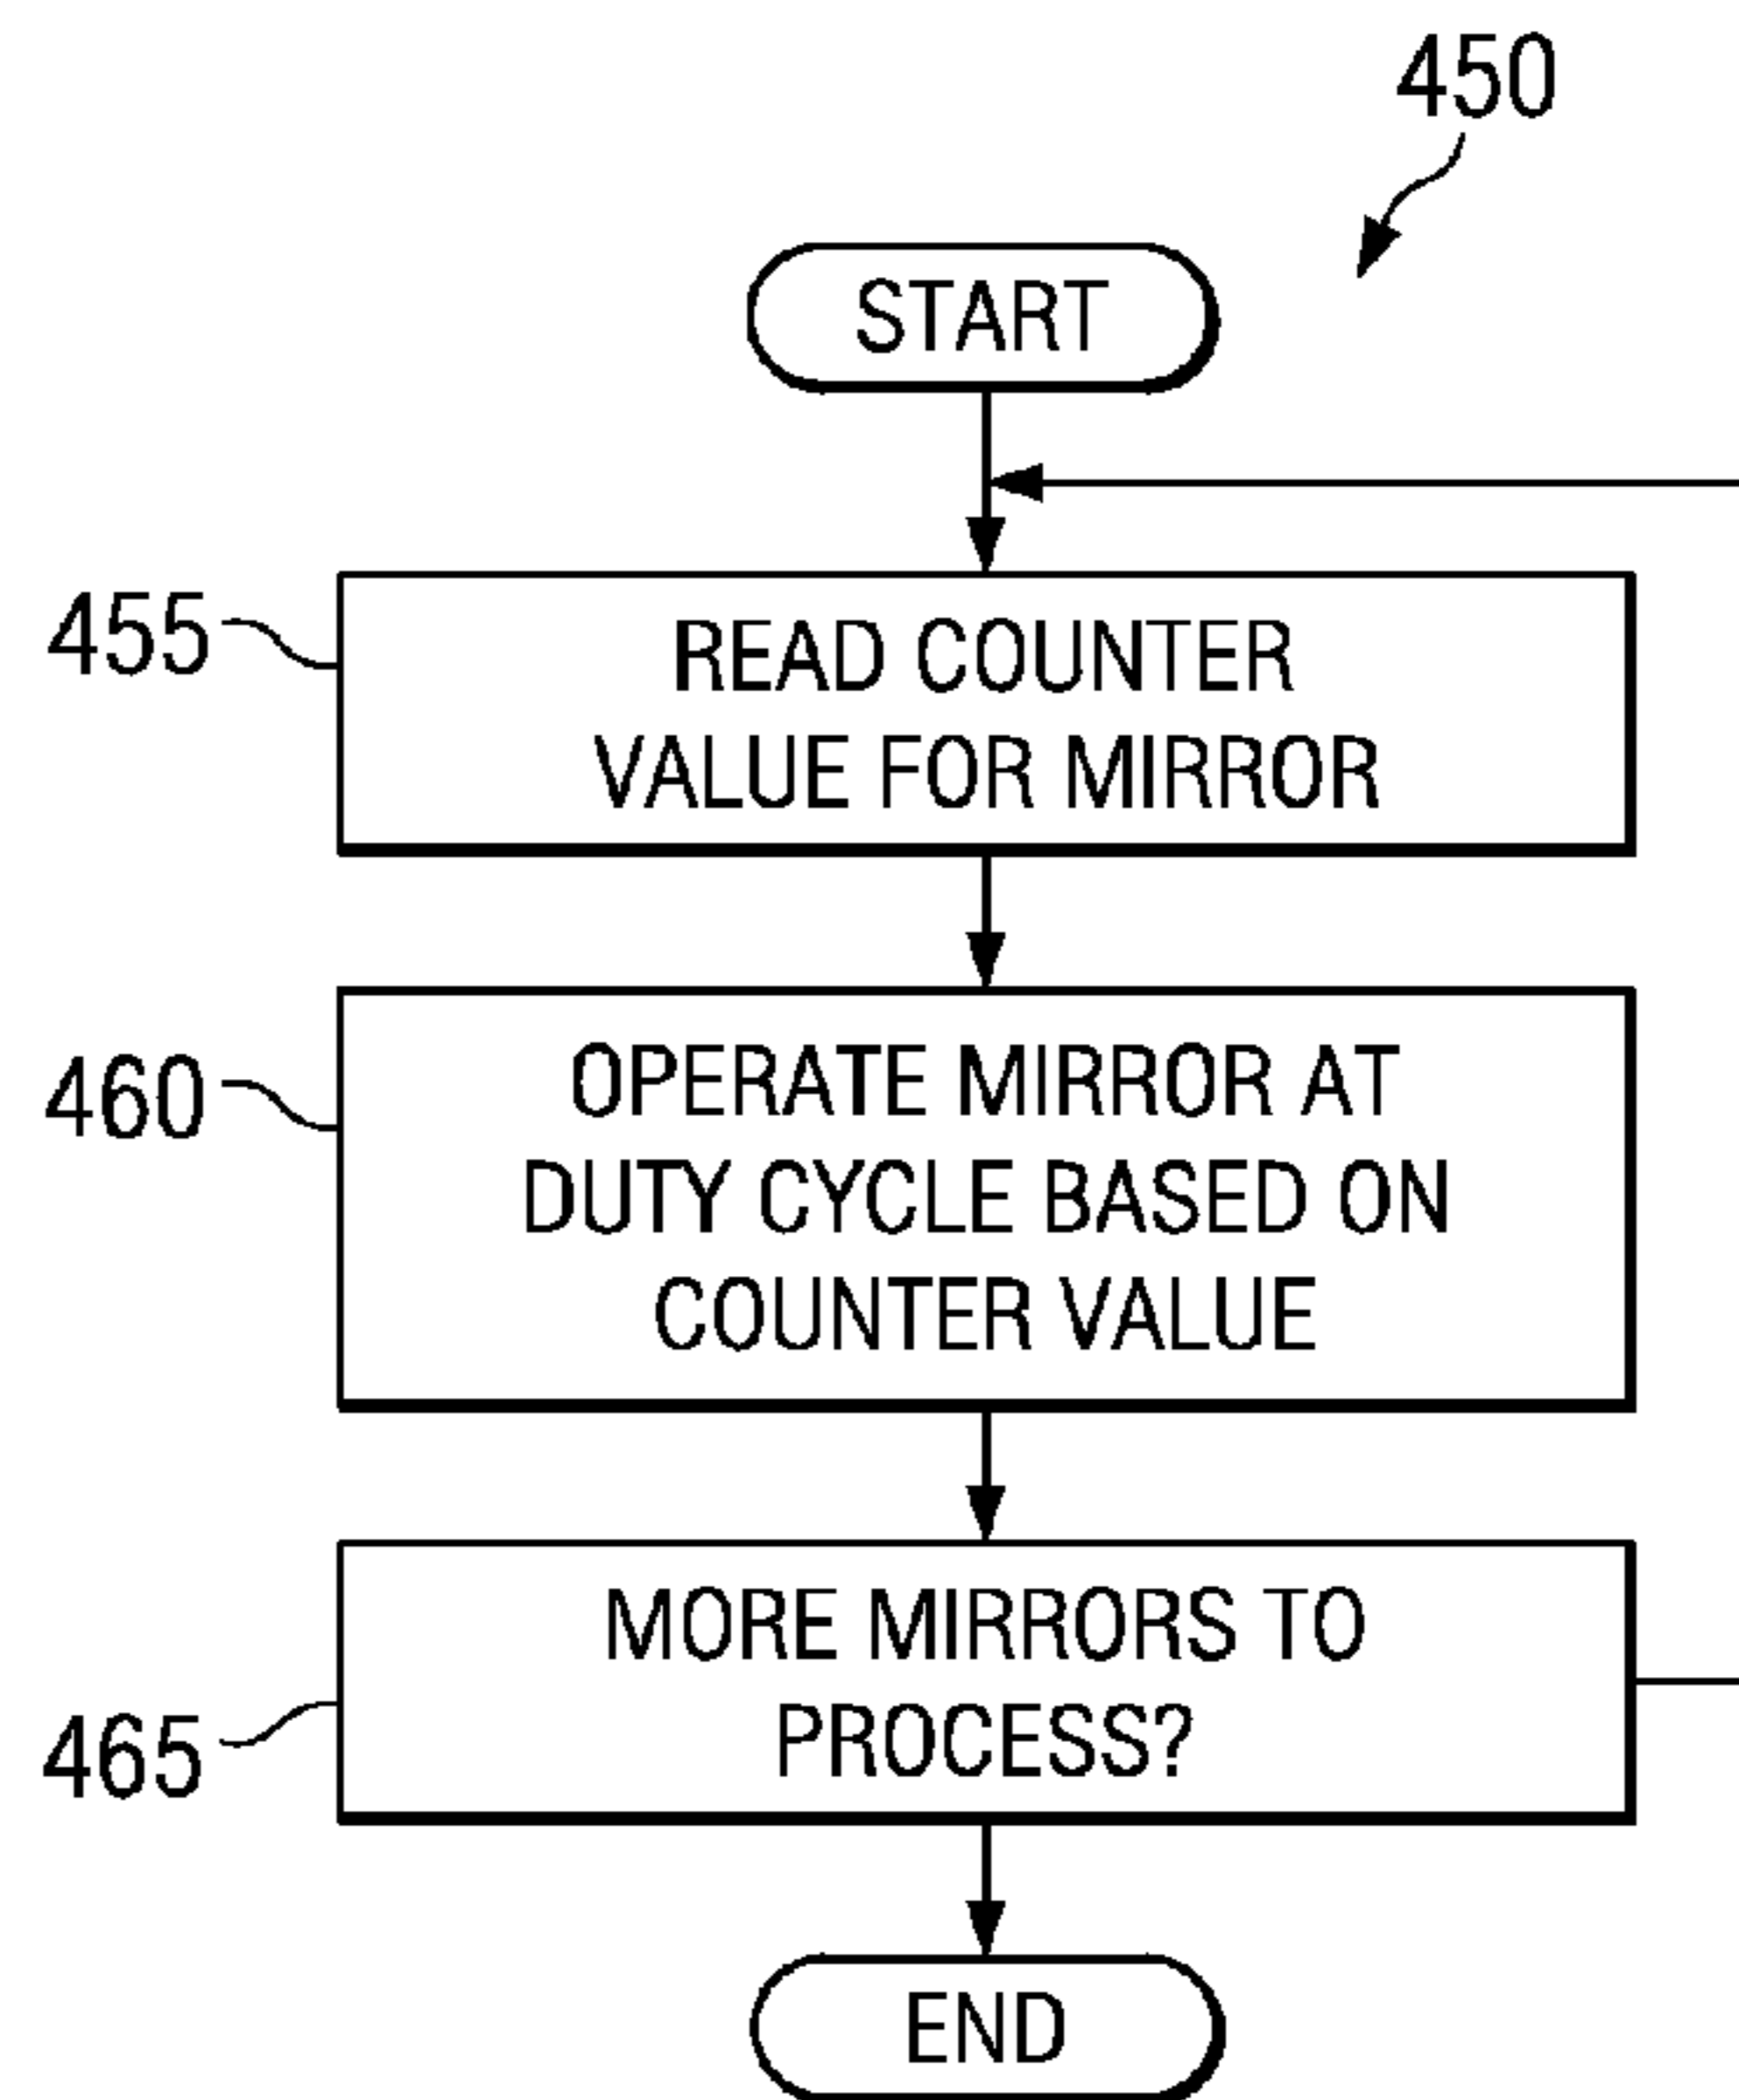 450
START
455
READ COUNTER
VALUE FOR MIRROR
460
OPERATE MIRROR AT
DUTY CYCLE BASED ON
COUNTER VALUE
465
MORE MIRRORS TO
PROCESS?
END